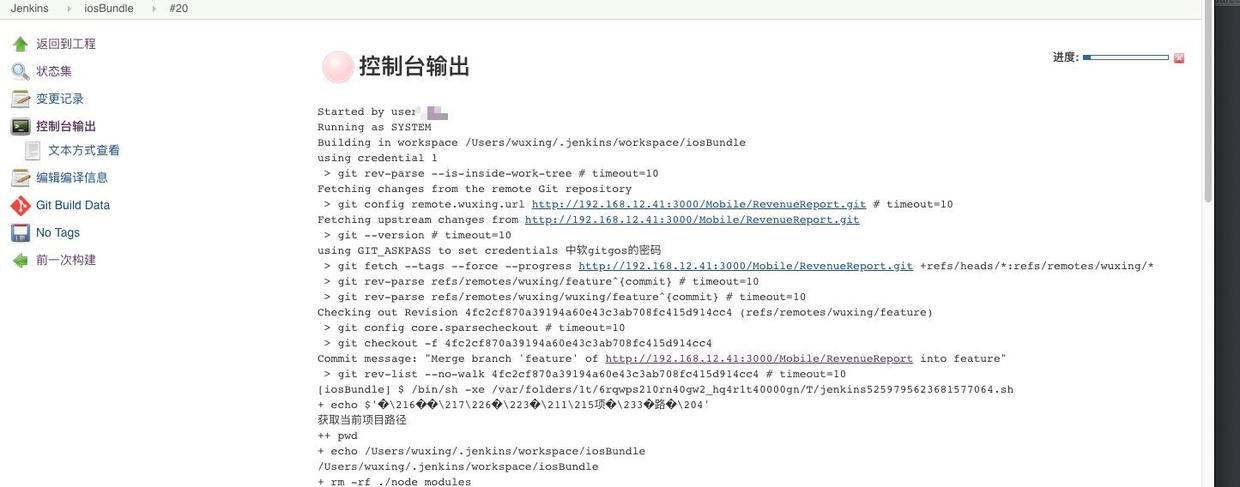 Jenkins iosBundle #20
返回到工程
状态集
变更记录
控制台输出
文本方式查看
编辑编译信息
Git Build Data
No Tags
前一次构建
控制台输出
进度:
Started by user
Running as SYSTEM
Building in workspace /Users/wuxing/.jenkins/workspace/iosBundle
using credential 1
> git rev-parse --is-inside-work-tree # timeout=10
Fetching changes from the remote Git repository
> git config remote.wuxing.url http://192.168.12.41:3000/Mobile/RevenueReport.git # timeout=10
Fetching upstream changes from http://192.168.12.41:3000/Mobile/RevenueReport.git
> git --version # timeout=10
using GIT_ASKPASS to set credentials 中软gitgos的密码
> git fetch --tags --force --progress http://192.168.12.41:3000/Mobile/RevenueReport.git +refs/heads/*:refs/remotes/wuxing/*
> git rev-parse refs/remotes/wuxing/feature^{commit} # timeout=10
> git rev-parse refs/remotes/wuxing/wuxing/feature^{commit} # timeout=10
Checking out Revision 4fc2cf870a39194a60e43c3ab708fc415d914cc4 (refs/remotes/wuxing/feature)
> git config core.sparsecheckout # timeout=10
> git checkout -f 4fc2cf870a39194a60e43c3ab708fc415d914cc4
Commit message: "Merge branch 'feature' of http://192.168.12.41:3000/Mobile/RevenueReport into feature"
> git rev-list --no-walk 4fc2cf870a39194a60e43c3ab708fc415d914cc4 # timeout=10
[iosBundle] $ /bin/sh -xe /var/folders/1t/6rqwps210rn40gw2_hq4r1t40000gn/T/jenkins5259795623681577064.sh
+ echo $'�\216��\217\226�\223�\211\215项�\233�路�\204'
获取当前项目路径
++ pwd
+ echo /Users/wuxing/.jenkins/workspace/iosBundle
/Users/wuxing/.jenkins/workspace/iosBundle
+ rm -rf ./node_modules